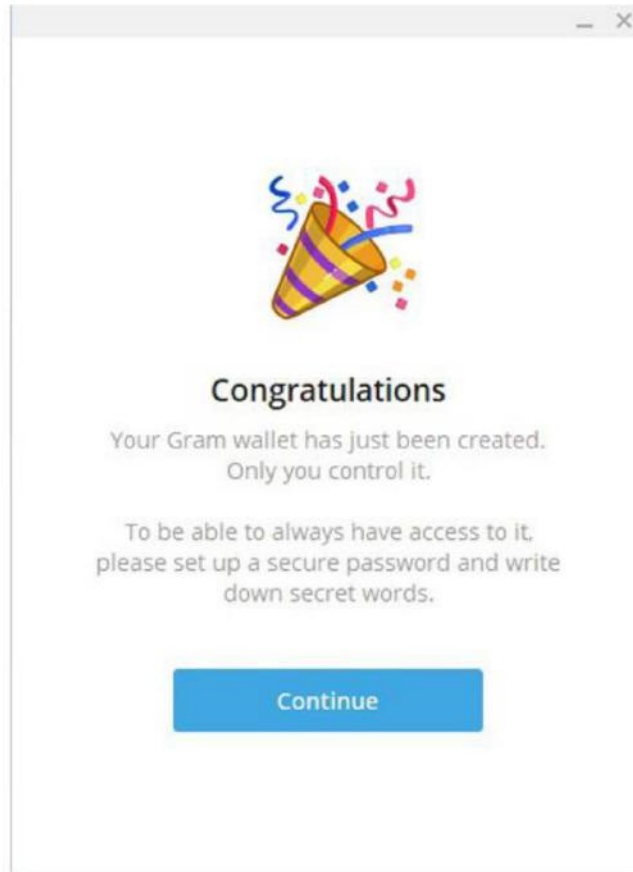 Congratulations
Your Gram wallet has just been created.
Only you control it.
To be able to always have access to it,
please set up a secure password and write
down secret words.
Continue